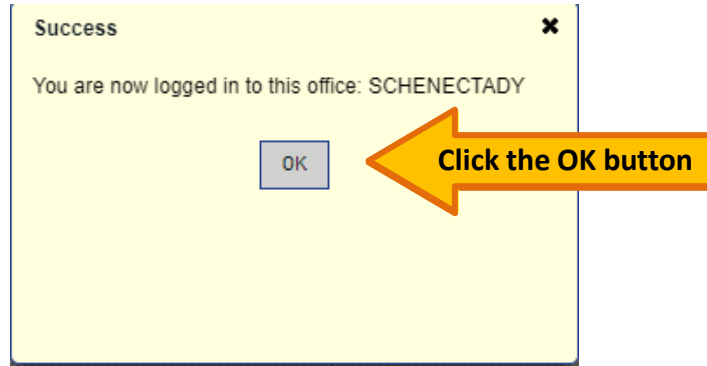 Success ✖
You are now logged in to this office: SCHENECTADY
OK
Click the OK button